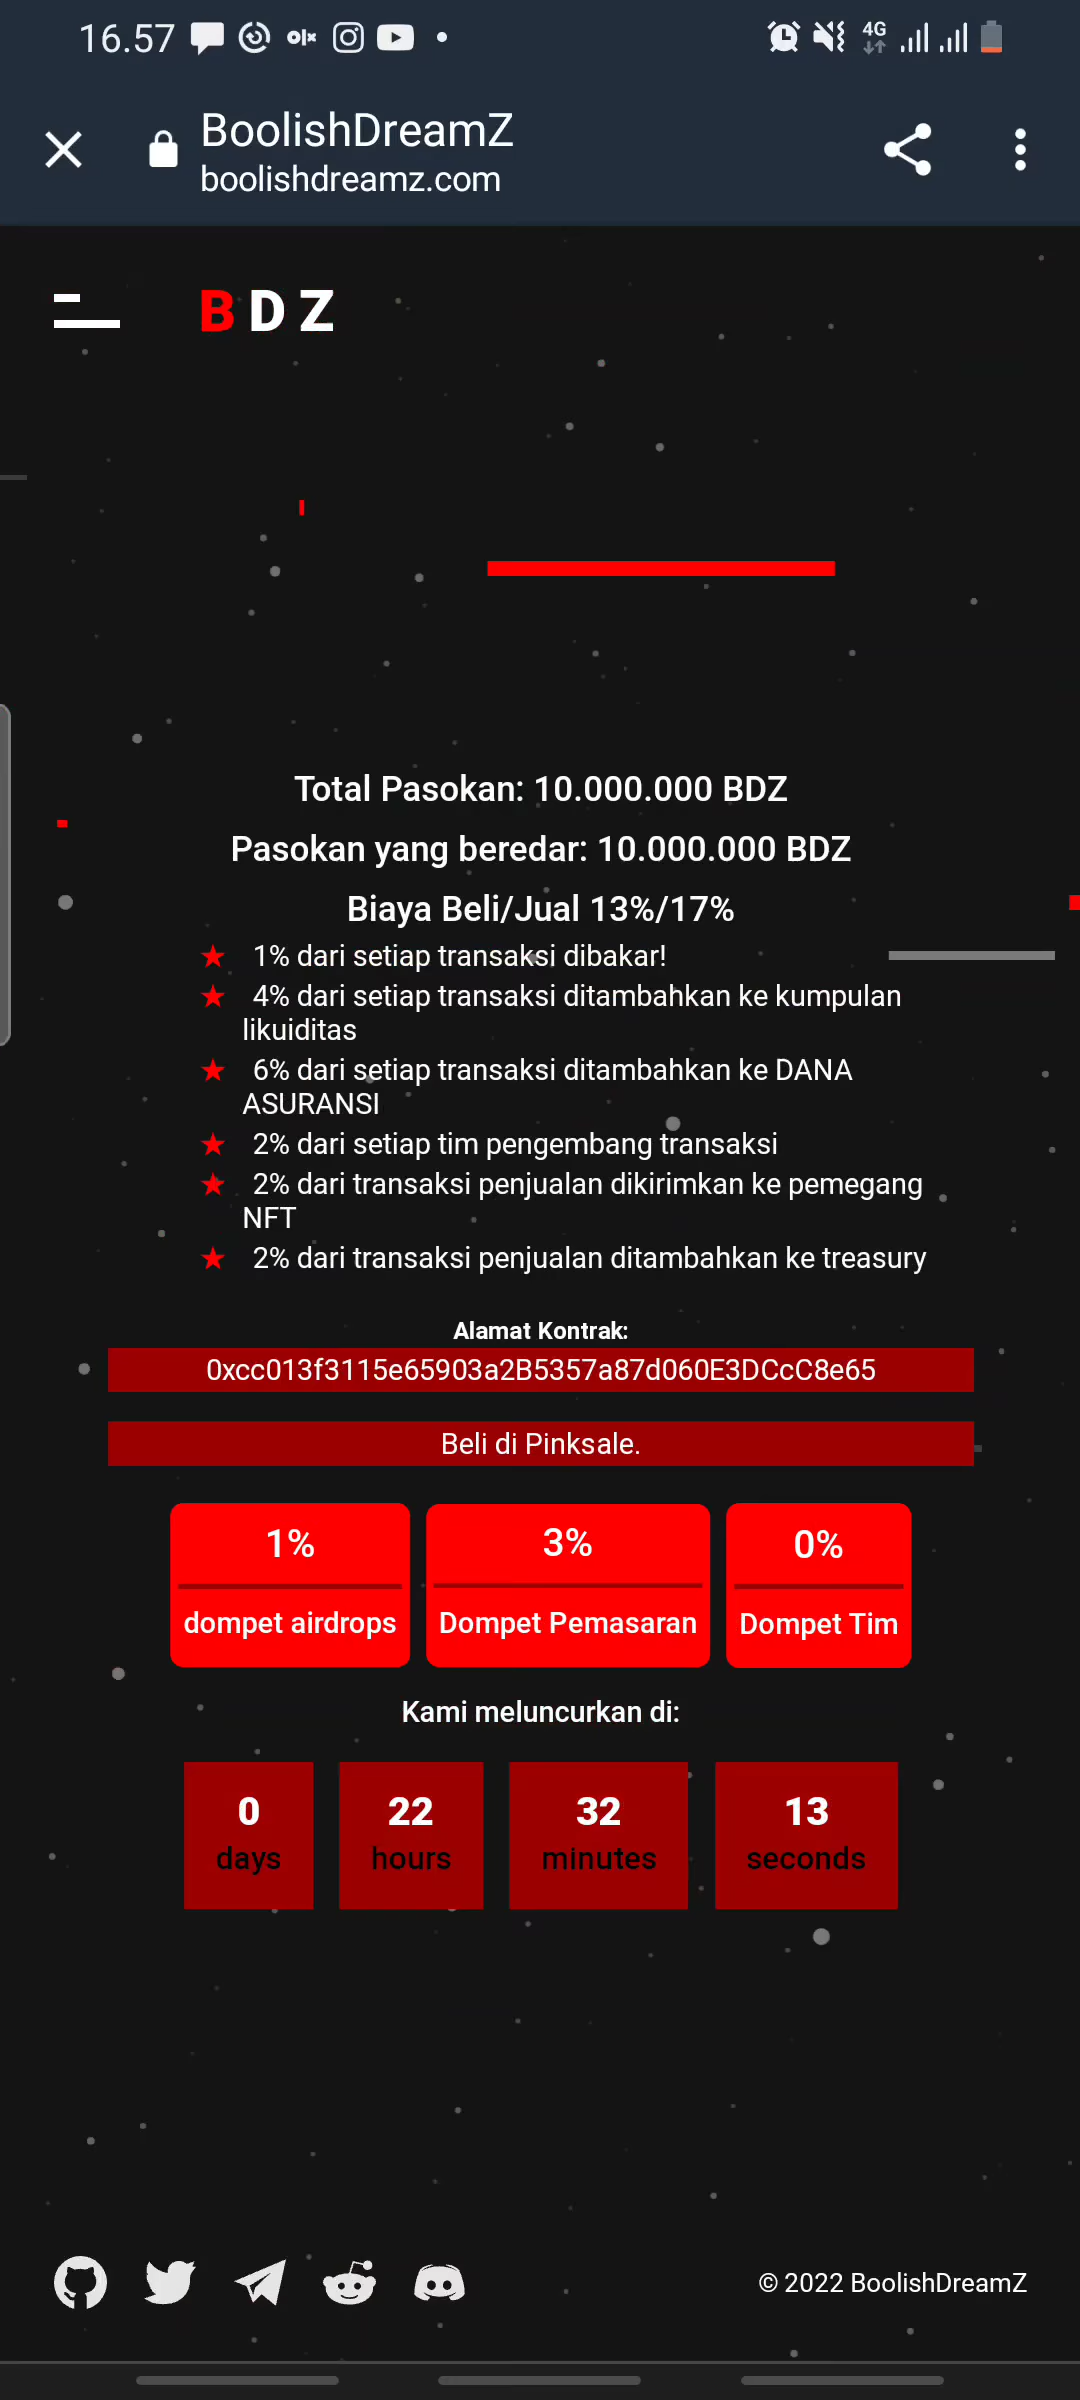 16.57
olx
4G
BoolishDreamZ
boolishdreamz.com
BDZ
Total Pasokan: 10.000.000 BDZ
Pasokan yang beredar: 10.000.000 BDZ
Biaya Beli/Jual 13%/17%
★ 1% dari setiap transaksi dibakar!
★ 4% dari setiap transaksi ditambahkan ke kumpulan
likuiditas
★ 6% dari setiap transaksi ditambahkan ke DANA
ASURANSI
★ 2% dari setiap tim pengembang transaksi
★ 2% dari transaksi penjualan dikirimkan ke pemegang
NFT
★ 2% dari transaksi penjualan ditambahkan ke treasury
Alamat Kontrak:
0xcc013f3115e65903a2B5357a87d060E3DCcC8e65
Beli di Pinksale.
1%
dompet airdrops
3%
Dompet Pemasaran
0%
Dompet Tim
Kami meluncurkan di:
0
days
22
hours
32
minutes
13
seconds
© 2022 BoolishDreamZ